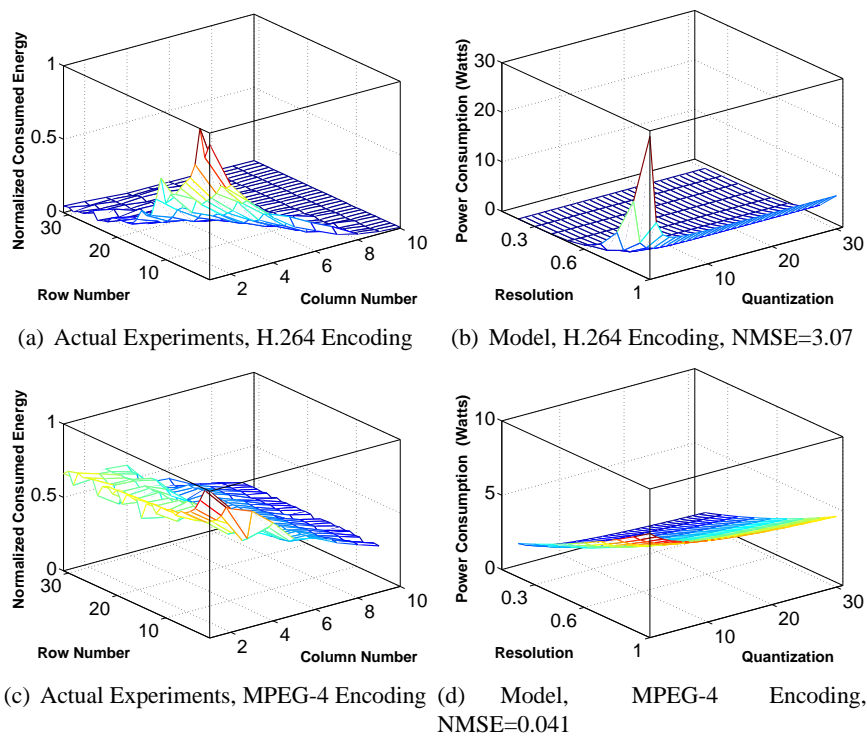 1
0.5
0
Normalized Consumed Energy
30
20
10
Row Number
2
4
6
8
10
Column Number
30
20
10
0
Power Consumption (Watts)
0.3
0.6
1
Resolution
10
20
30
Quantization
(a) Actual Experiments, H.264 Encoding
(b) Model, H.264 Encoding, NMSE=3.07
1
0.5
0
Normalized Consumed Energy
30
20
10
Row Number
2
4
6
8
10
Column Number
10
5
0
Power Consumption (Watts)
0.3
0.6
1
Resolution
10
20
30
Quantization
(c) Actual Experiments, MPEG-4 Encoding
(d) Model, MPEG-4 Encoding,
NMSE=0.041